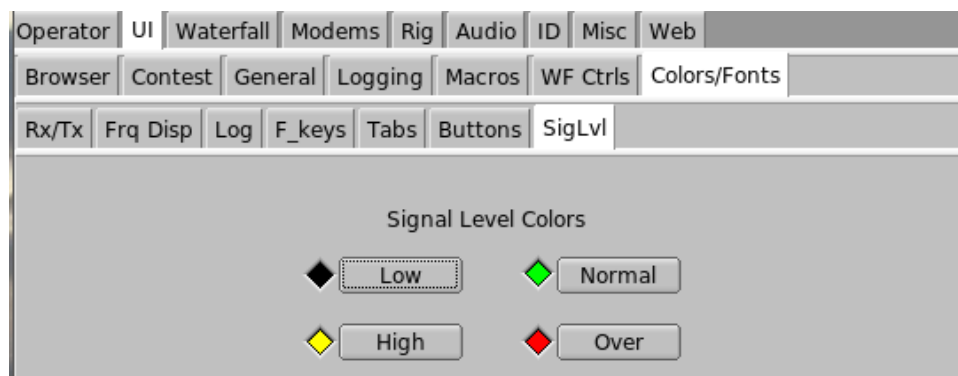 Operator UI Waterfall Modems Rig Audio ID Misc Web
Browser Contest General Logging Macros WF Ctrls Colors/Fonts
Rx/Tx Frq Disp Log F_keys Tabs Buttons SigLvl
Signal Level Colors
Low Normal
High Over